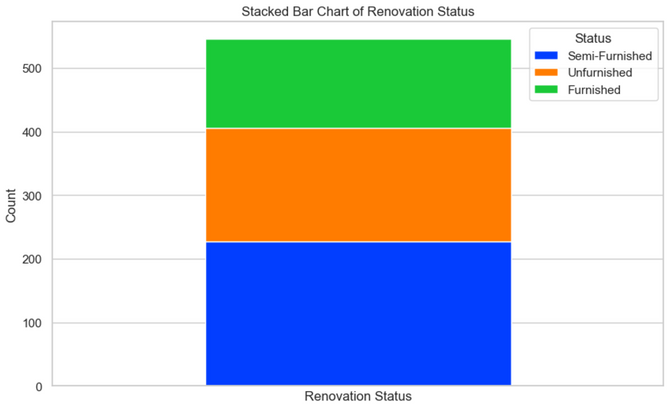 Stacked Bar Chart of Renovation Status
Status
Semi-Furnished
Unfurnished
Furnished
500
400
300
200
100
0
Count
Renovation Status